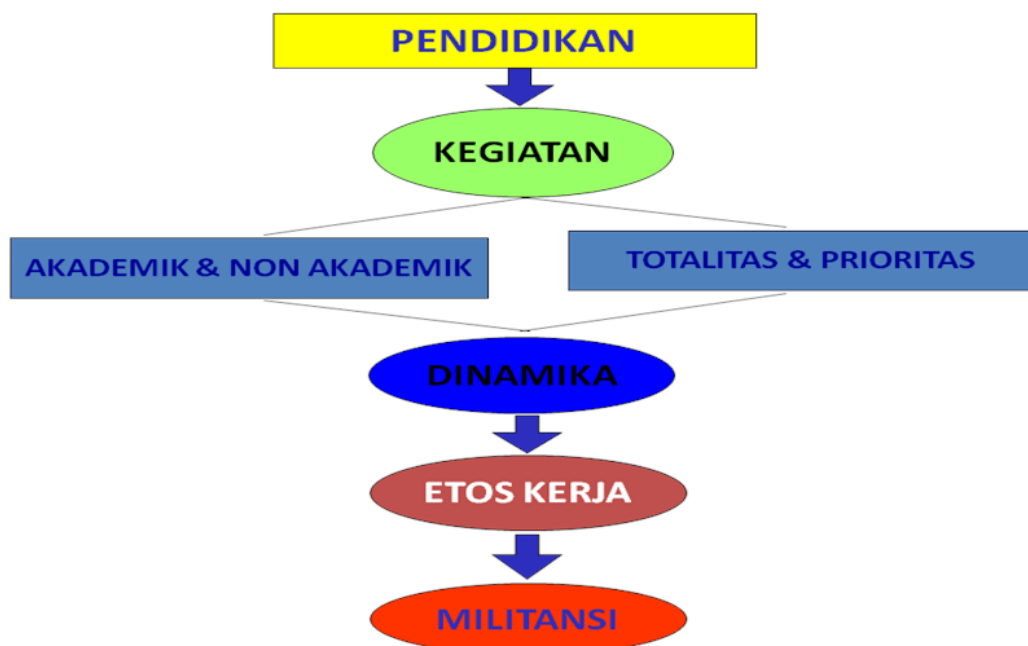 PENDIDIKAN
KEGIATAN
AKADEMIK & NON AKADEMIK
TOTALITAS & PRIORITAS
DINAMIKA
ETOS KERJA
MILITANSI